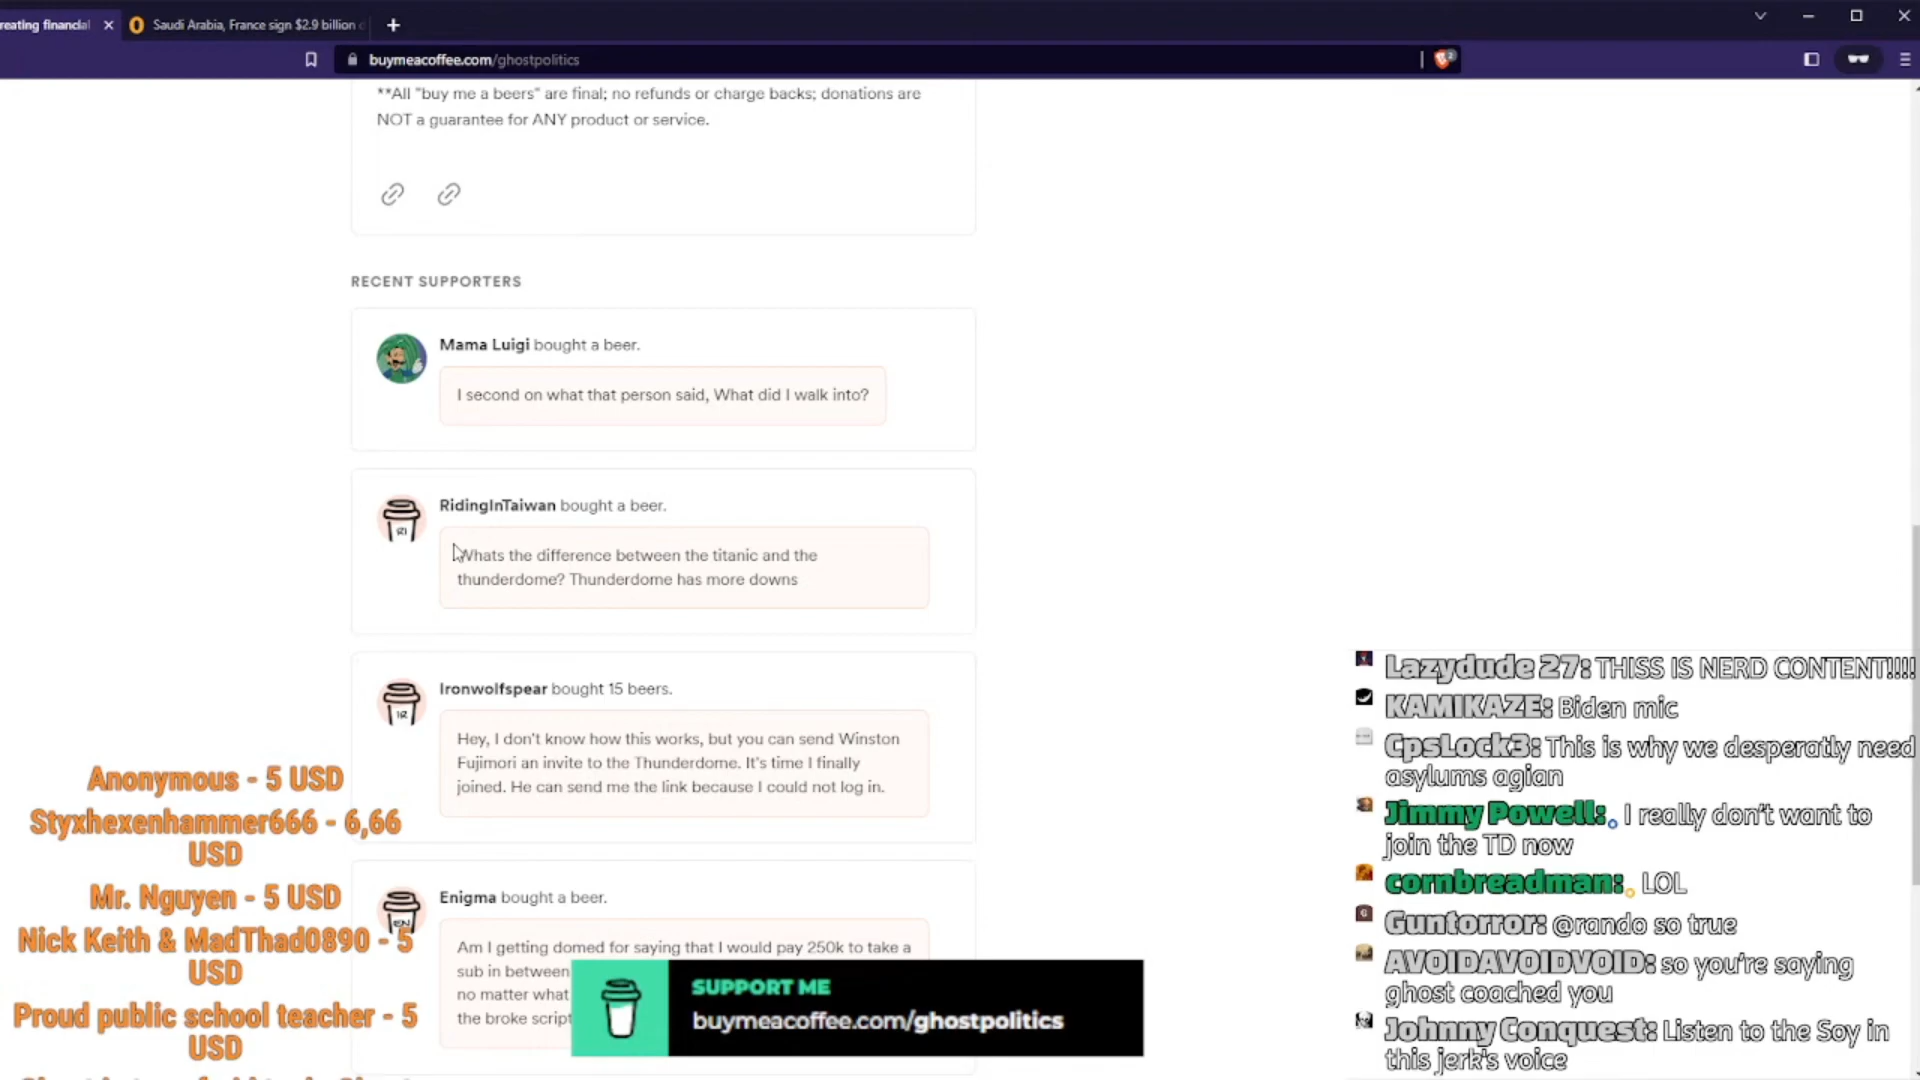 reating financial
Saudi Arabia, France sign $2.9 billion
buymeacoffee.com/ghostpolitics
2
**All "buy me a beers" are final; no refunds or charge backs; donations are
NOT a guarantee for ANY product or service.
RECENT SUPPORTERS
Mama Luigi bought a beer.
I second on what that person said, What did I walk into?
RidingInTaiwan bought a beer.
RI
Whats the difference between the titanic and the
thunderdome? Thunderdome has more downs
Ironwolfspear bought 15 beers.
IR
Hey, I don't know how this works, but you can send Winston
Fujimori an invite to the Thunderdome. It's time I finally
joined. He can send me the link because I could not log in.
Enigma bought a beer.
EN
Am I getting domed for saying that I would pay 250k to take a
sub in between
no matter what
the broke script
SUPPORT ME
buymeacoffee.com/ghostpolitics
Anonymous - 5 USD
Styxhexenhammer666 - 6,66
USD
Mr. Nguyen - 5 USD
Nick Keith & MadThad0890 - 5
USD
Proud public school teacher - 5
USD
Lazydude 27: THISS IS NERD CONTENT!!!!
KAMIKAZE: Biden mic
CpsLock3: This is why we desperatly need
asylums agian
Jimmy Powell: I really don't want to
join the TD now
cornbreadman: LOL
Guntorror: @rando so true
AVOIDAVOIDVOID: so you're saying
ghost coached you
Johnny Conquest: Listen to the Soy in
this jerk's voice